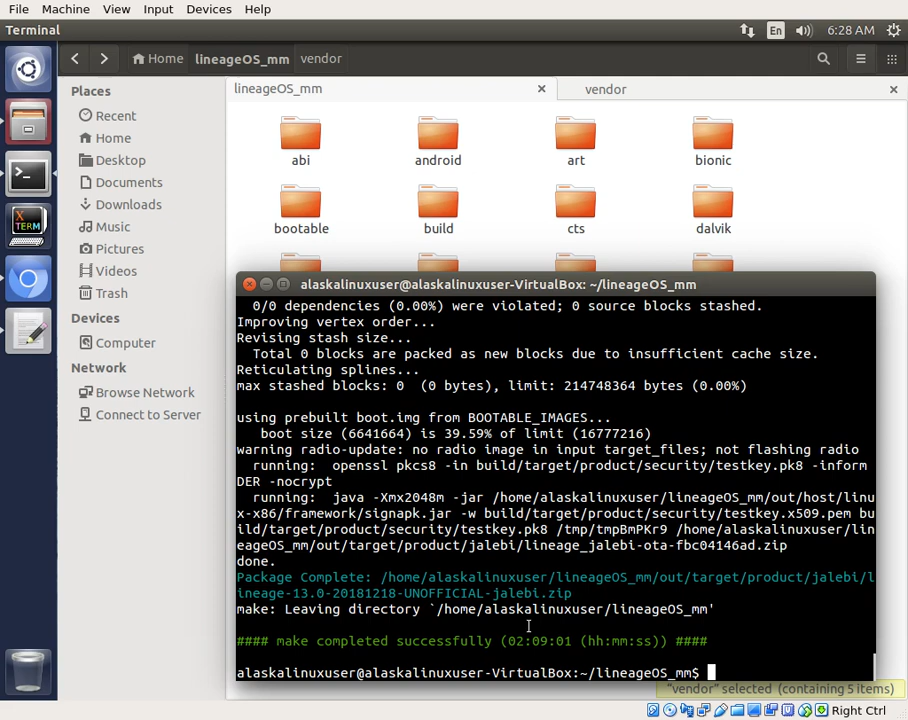 File Machine View Input Devices Help
Terminal En 6:28 AM
Home lineageOS_mm vendor
Places
Recent
Home
Desktop
Documents
Downloads
Music
Pictures
Videos
Trash
Devices
Computer
Network
Browse Network
Connect to Server
lineageOS_mm vendor
abi android art bionic
bootable build cts dalvik
XTERM
alaskalinuxuser@alaskalinuxuser-VirtualBox: ~/lineageOS_mm
0/0 dependencies (0.00%) were violated; 0 source blocks stashed.
Improving vertex order...
Revising stash size...
Total 0 blocks are packed as new blocks due to insufficient cache size.
Reticulating splines...
max stashed blocks: 0 (0 bytes), limit: 214748364 bytes (0.00%)
using prebuilt boot.img from BOOTABLE_IMAGES...
boot size (6641664) is 39.59% of limit (16777216)
warning radio-update: no radio image in input target_files; not flashing radio
running: openssl pkcs8 -in build/target/product/security/testkey.pk8 -inform
DER -nocrypt
running: java -Xmx2048m -jar /home/alaskalinuxuser/lineageOS_mm/out/host/linu
x-x86/framework/signapk.jar -w build/target/product/security/testkey.x509.pem bu
ild/target/product/security/testkey.pk8 /tmp/tmpBmPKr9 /home/alaskalinuxuser/lin
eageOS_mm/out/target/product/jalebi/lineage_jalebi-ota-fbc04146ad.zip
done.
Package Complete: /home/alaskalinuxuser/lineageOS_mm/out/target/product/jalebi/l
ineage-13.0-20181218-UNOFFICIAL-jalebi.zip
make: Leaving directory `/home/alaskalinuxuser/lineageOS_mm'
#### make completed successfully (02:09:01 (hh:mm:ss)) ####
alaskalinuxuser@alaskalinuxuser-VirtualBox:~/lineageOS_mm$
"vendor" selected (containing 5 items)
Right Ctrl